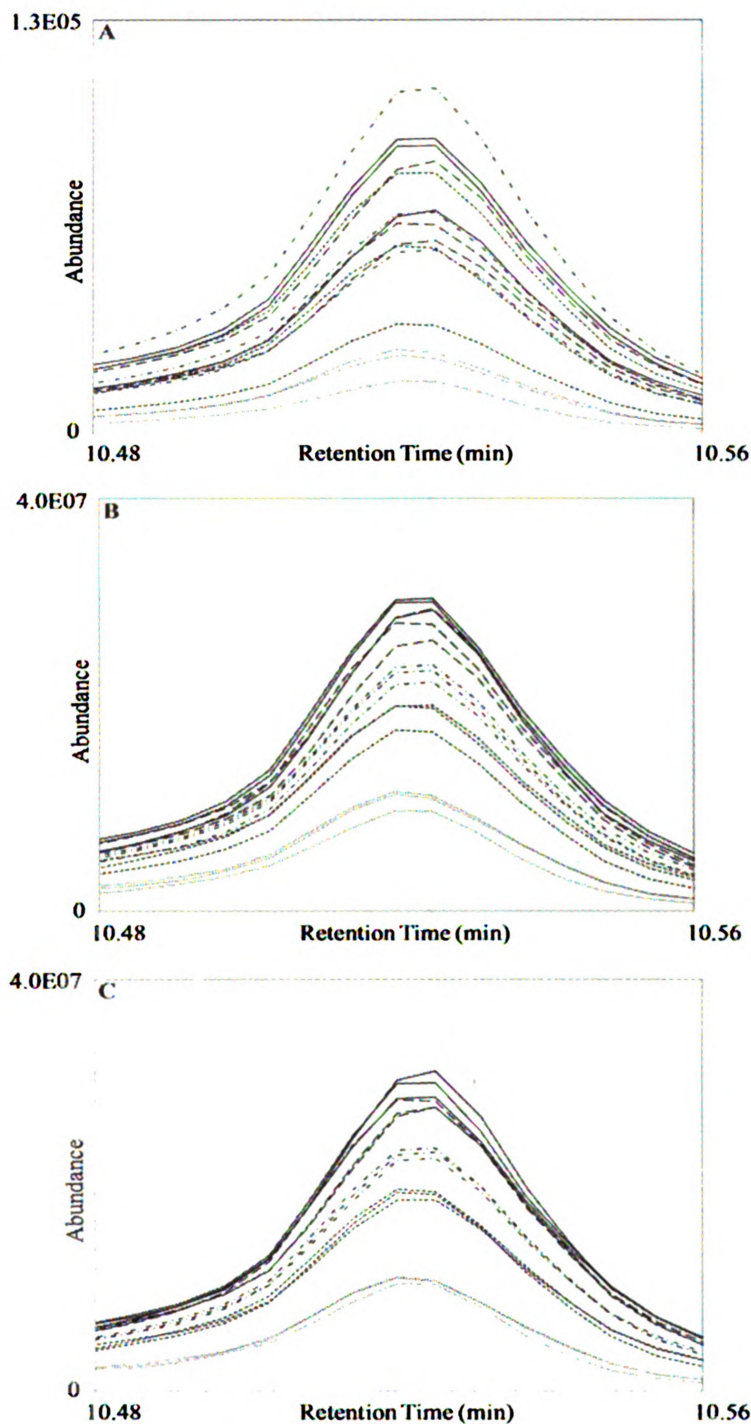 1.3E05
A
Abundance
0
10.48 Retention Time (min) 10.56
4.0E07
B
Abundance
0
10.48 Retention Time (min) 10.56
4.0E07
C
Abundance
0
10.48 Retention Time (min) 10.56